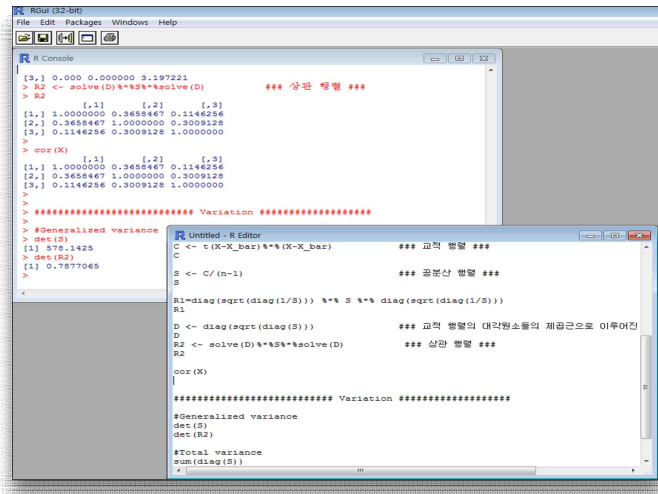 RGui (32-bit)
File Edit Packages Windows Help
R Console
[3,] 0.000 0.000000 3.197221
> R2 <- solve(D)%*%S%*%solve(D) ### 상관 행렬 ###
> R2
[,1] [,2] [,3]
[1,] 1.0000000 0.3658467 0.1146256
[2,] 0.3658467 1.0000000 0.3009128
[3,] 0.1146256 0.3009128 1.0000000
>
> cor(X)
[,1] [,2] [,3]
[1,] 1.0000000 0.3658467 0.1146256
[2,] 0.3658467 1.0000000 0.3009128
[3,] 0.1146256 0.3009128 1.0000000
>
>
> ########################### Variation ###################
>
> #Generalized variance
> det(S)
[1] 578.1425
> det(R2)
[1] 0.7877065
>
Untitled - R Editor
C <- t(X-X_bar)%*%(X-X_bar) ### 교적 행렬 ###
C
S <- C/(n-1) ### 공분산 행렬 ###
S
R1=diag(sqrt(diag(1/S))) %*% S %*% diag(sqrt(diag(1/S)))
R1
D <- diag(sqrt(diag(S))) ### 교적 행렬의 대각원소들의 제곱근으로 이루어진
D
R2 <- solve(D)%*%S%*%solve(D) ### 상관 행렬 ###
R2
cor(X)
########################### Variation ###################
#Generalized variance
det(S)
det(R2)
#Total variance
sum(diag(S))